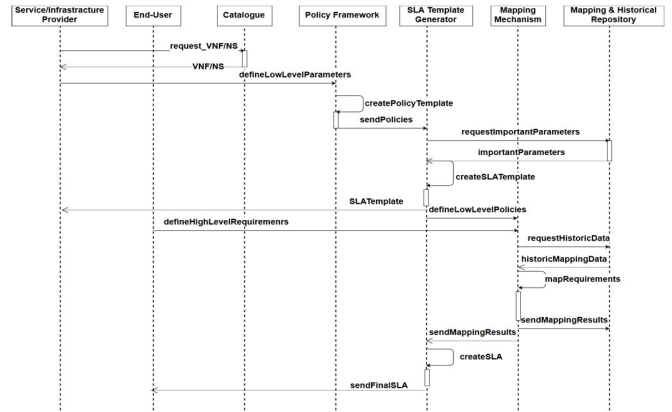 Service/Infrastracture
Provider
End-User
Catalogue
Policy Framework
SLA Template
Generator
Mapping
Mechanism
Mapping & Historical
Repository
request_VNF/NS
VNF/NS
defineLowLevelParameters
createPolicyTemplate
sendPolicies
requestImportantParameters
importantParameters
createSLATemplate
SLATemplate
defineLowLevelPolicies
defineHighLevelRequiremenrs
requestHistoricData
historicMappingData
mapRequirements
sendMappingResults
sendMappingResults
createSLA
sendFinalSLA